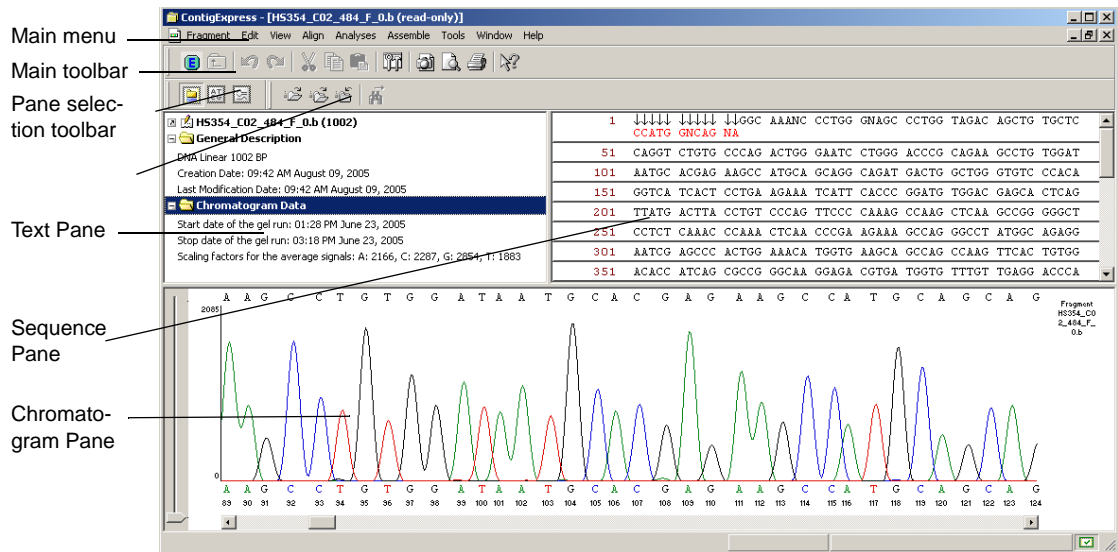 ContigExpress - [HS354_C02_484_F_0.b (read-only)]
Main menu
Fragment Edit View Align Analyses Assemble Tools Window Help
Main toolbar
Pane selec-
tion toolbar
HS354_C02_484_F_0.b (1002)
General Description
DNA Linear 1002 BP
Creation Date: 09:42 AM August 09, 2005
Last Modification Date: 09:42 AM August 09, 2005
Chromatogram Data
Text Pane
Start date of the gel run: 01:28 PM June 23, 2005
Stop date of the gel run: 03:18 PM June 23, 2005
Scaling factors for the average signals: A: 2166, C: 2287, G: 2854, T: 1883
1 ↓↓↓↓↓ ↓↓↓↓↓ ↓↓GGC AAANC CCTGG GNAGC CCTGG TAGAC AGCTG TGCTC
CCATG GNCAG NA
51 CAGGT CTGTG CCCAG ACTGG GAATC CTGGG ACCCG CAGAA GCCTG TGGAT
101 AATGC ACGAG AAGCC ATGCA GCAGG CAGAT GACTG GCTGG GTGTC CCACA
151 GGTCA TCACT CCTGA AGAAA TCATT CACCC GGATG TGGAC GAGCA CTCAG
201 TTATG ACTTA CCTGT CCCAG TTCCC CAAAG CCAAG CTCAA GCCGG GGGCT
251 CCTCT CAAAC CCAAA CTCAA CCCGA AGAAA GCCAG GGCCT ATGGC AGAGG
301 AATCG AGCCC ACTGG AAACA TGGTG AAGCA GCCAG CCAAG TTCAC TGTGG
351 ACACC ATCAG CGCCG GGCAA GGAGA CGTGA TGGTG TTTGT TGAGG ACCCA
Sequence
Pane
A A G C C T G T G G A T A A T G C A C G A G A A G C C A T G C A G C A G
2085
Fragment
HS354_C0
2_484_F_
0.b
Chromato-
gram Pane
0
A A G C C T G T G G A T A A T G C A C G A G A A G C C A T G C A G C A G
89 90 91 92 93 94 95 96 97 98 99 100 101 102 103 104 105 106 107 108 109 110 111 112 113 114 115 116 117 118 119 120 121 122 123 124